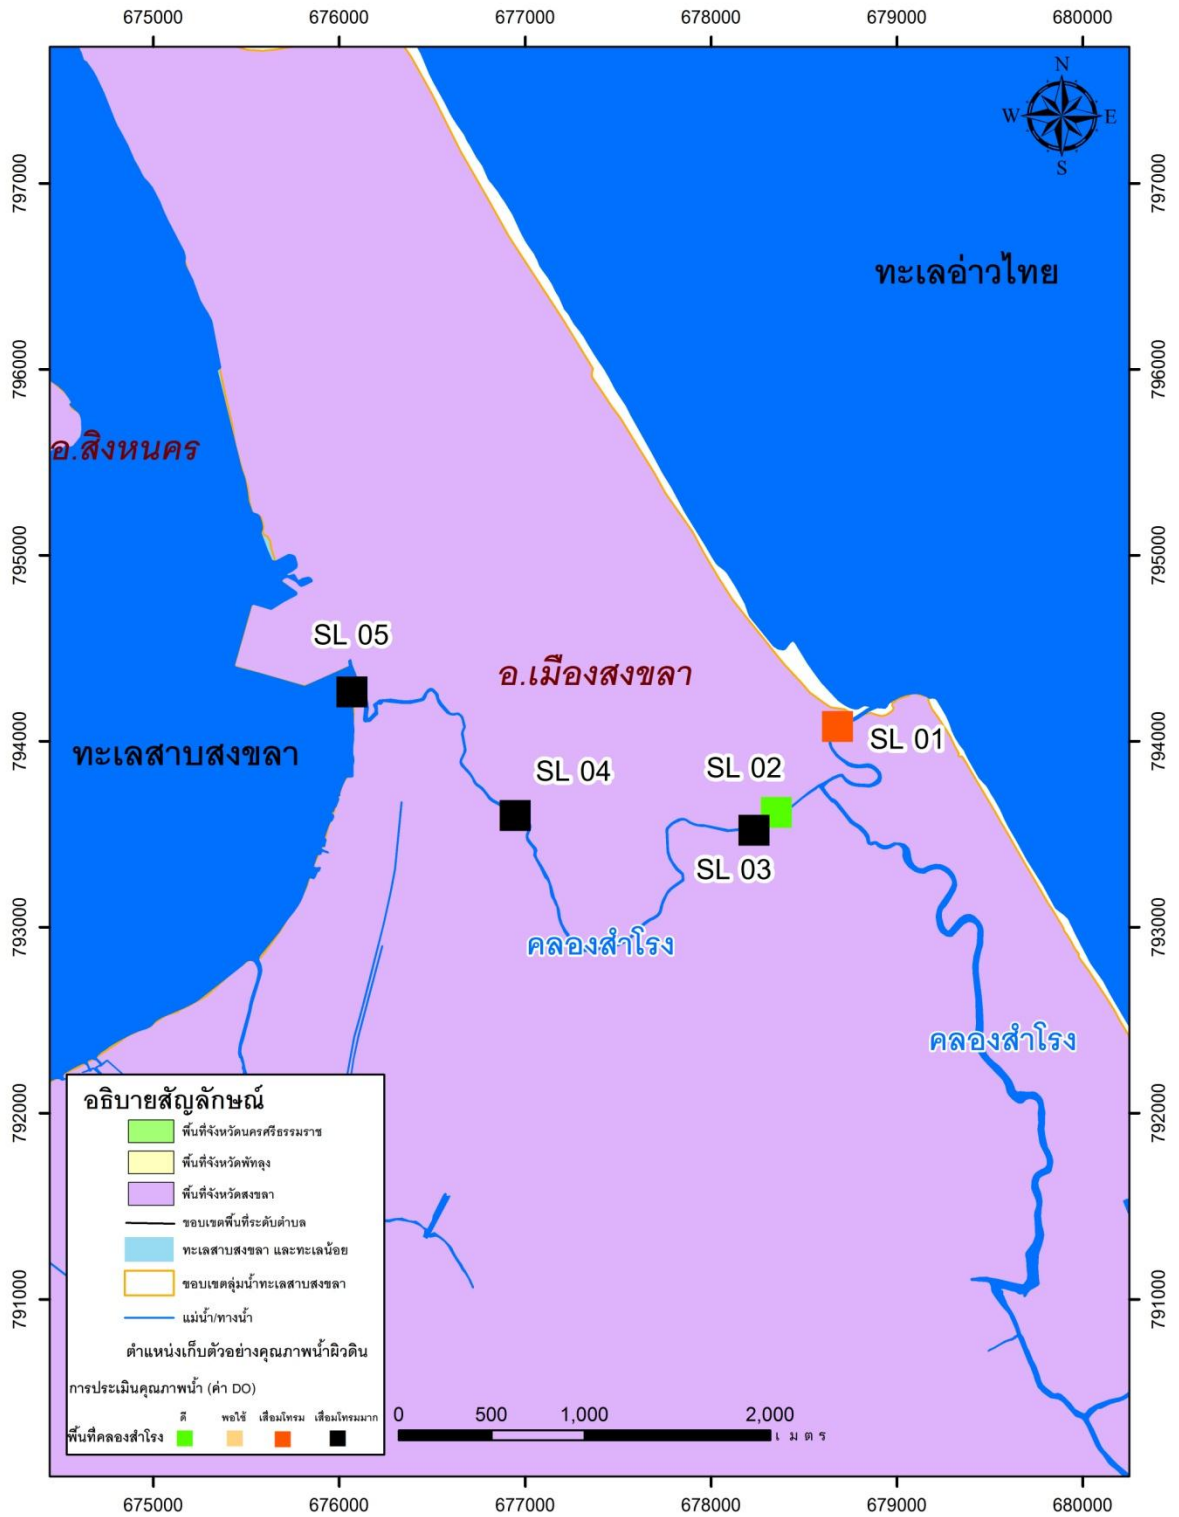 675000 676000 677000 678000 679000 680000
N
W E
S
797000 797000
ทะเลอ่าวไทย
796000 796000
อ.สิงหนคร
795000 795000
SL 05
อ.เมืองสงขลา
794000 794000
SL 01
ทะเลสาบสงขลา
SL 04 SL 02
SL 03
793000 793000
คลองสำโรง
คลองสำโรง
792000 792000
791000 791000
อธิบายสัญลักษณ์
พื้นที่จังหวัดนครศรีธรรมราช
พื้นที่จังหวัดพัทลุง
พื้นที่จังหวัดสงขลา
ขอบเขตพื้นที่ระดับตำบล
ทะเลสาบสงขลา และทะเลน้อย
ขอบเขตลุ่มน้ำทะเลสาบสงขลา
แม่น้ำ/ทางน้ำ
ตำแหน่งเก็บตัวอย่างคุณภาพน้ำผิวดิน
การประเมินคุณภาพน้ำ (ค่า DO)
ดี พอใช้ เสื่อมโทรม เสื่อมโทรมมาก
พื้นที่คลองสำโรง
0 500 1,000 2,000
เมตร
675000 676000 677000 678000 679000 680000